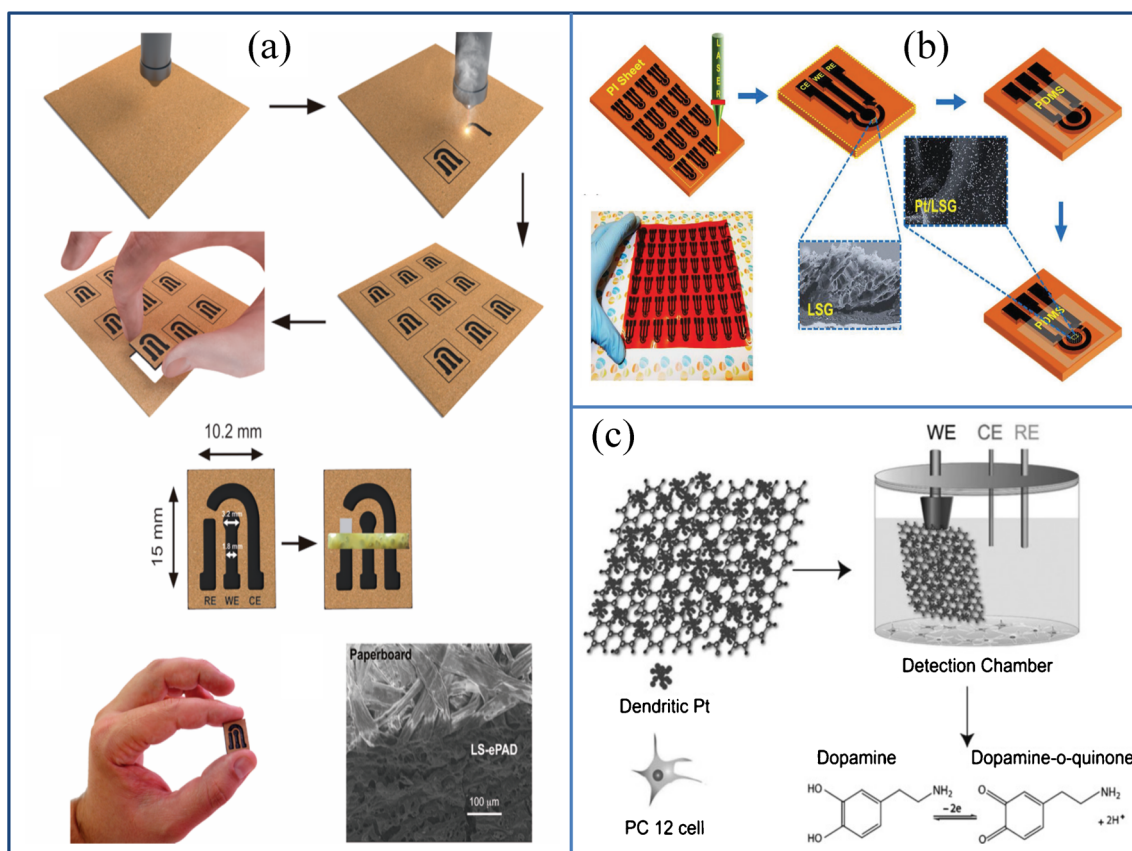 (a)
10.2 mm
15 mm
2.2 mm
1.8 mm
RE WE CE
Paperboard
LS-ePAD
100 μm
(b)
PI Sheet
LASER
CE WE RE
PDMS
Pt/LSG
LSG
PDMS
(c)
WE CE RE
Detection Chamber
Dendritic Pt
PC 12 cell
Dopamine
Dopamine-o-quinone
HO
HO
NH2
−2e
O
O
NH2
+ 2H+